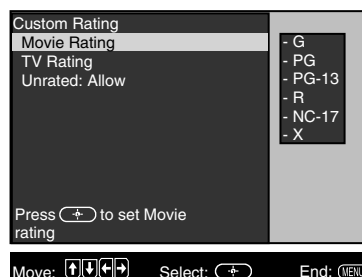 Custom Rating
Movie Rating
TV Rating
Unrated: Allow
- G
- PG
- PG-13
- R
- NC-17
- X
Press to set Movie
rating
Move: Select: End: MENU